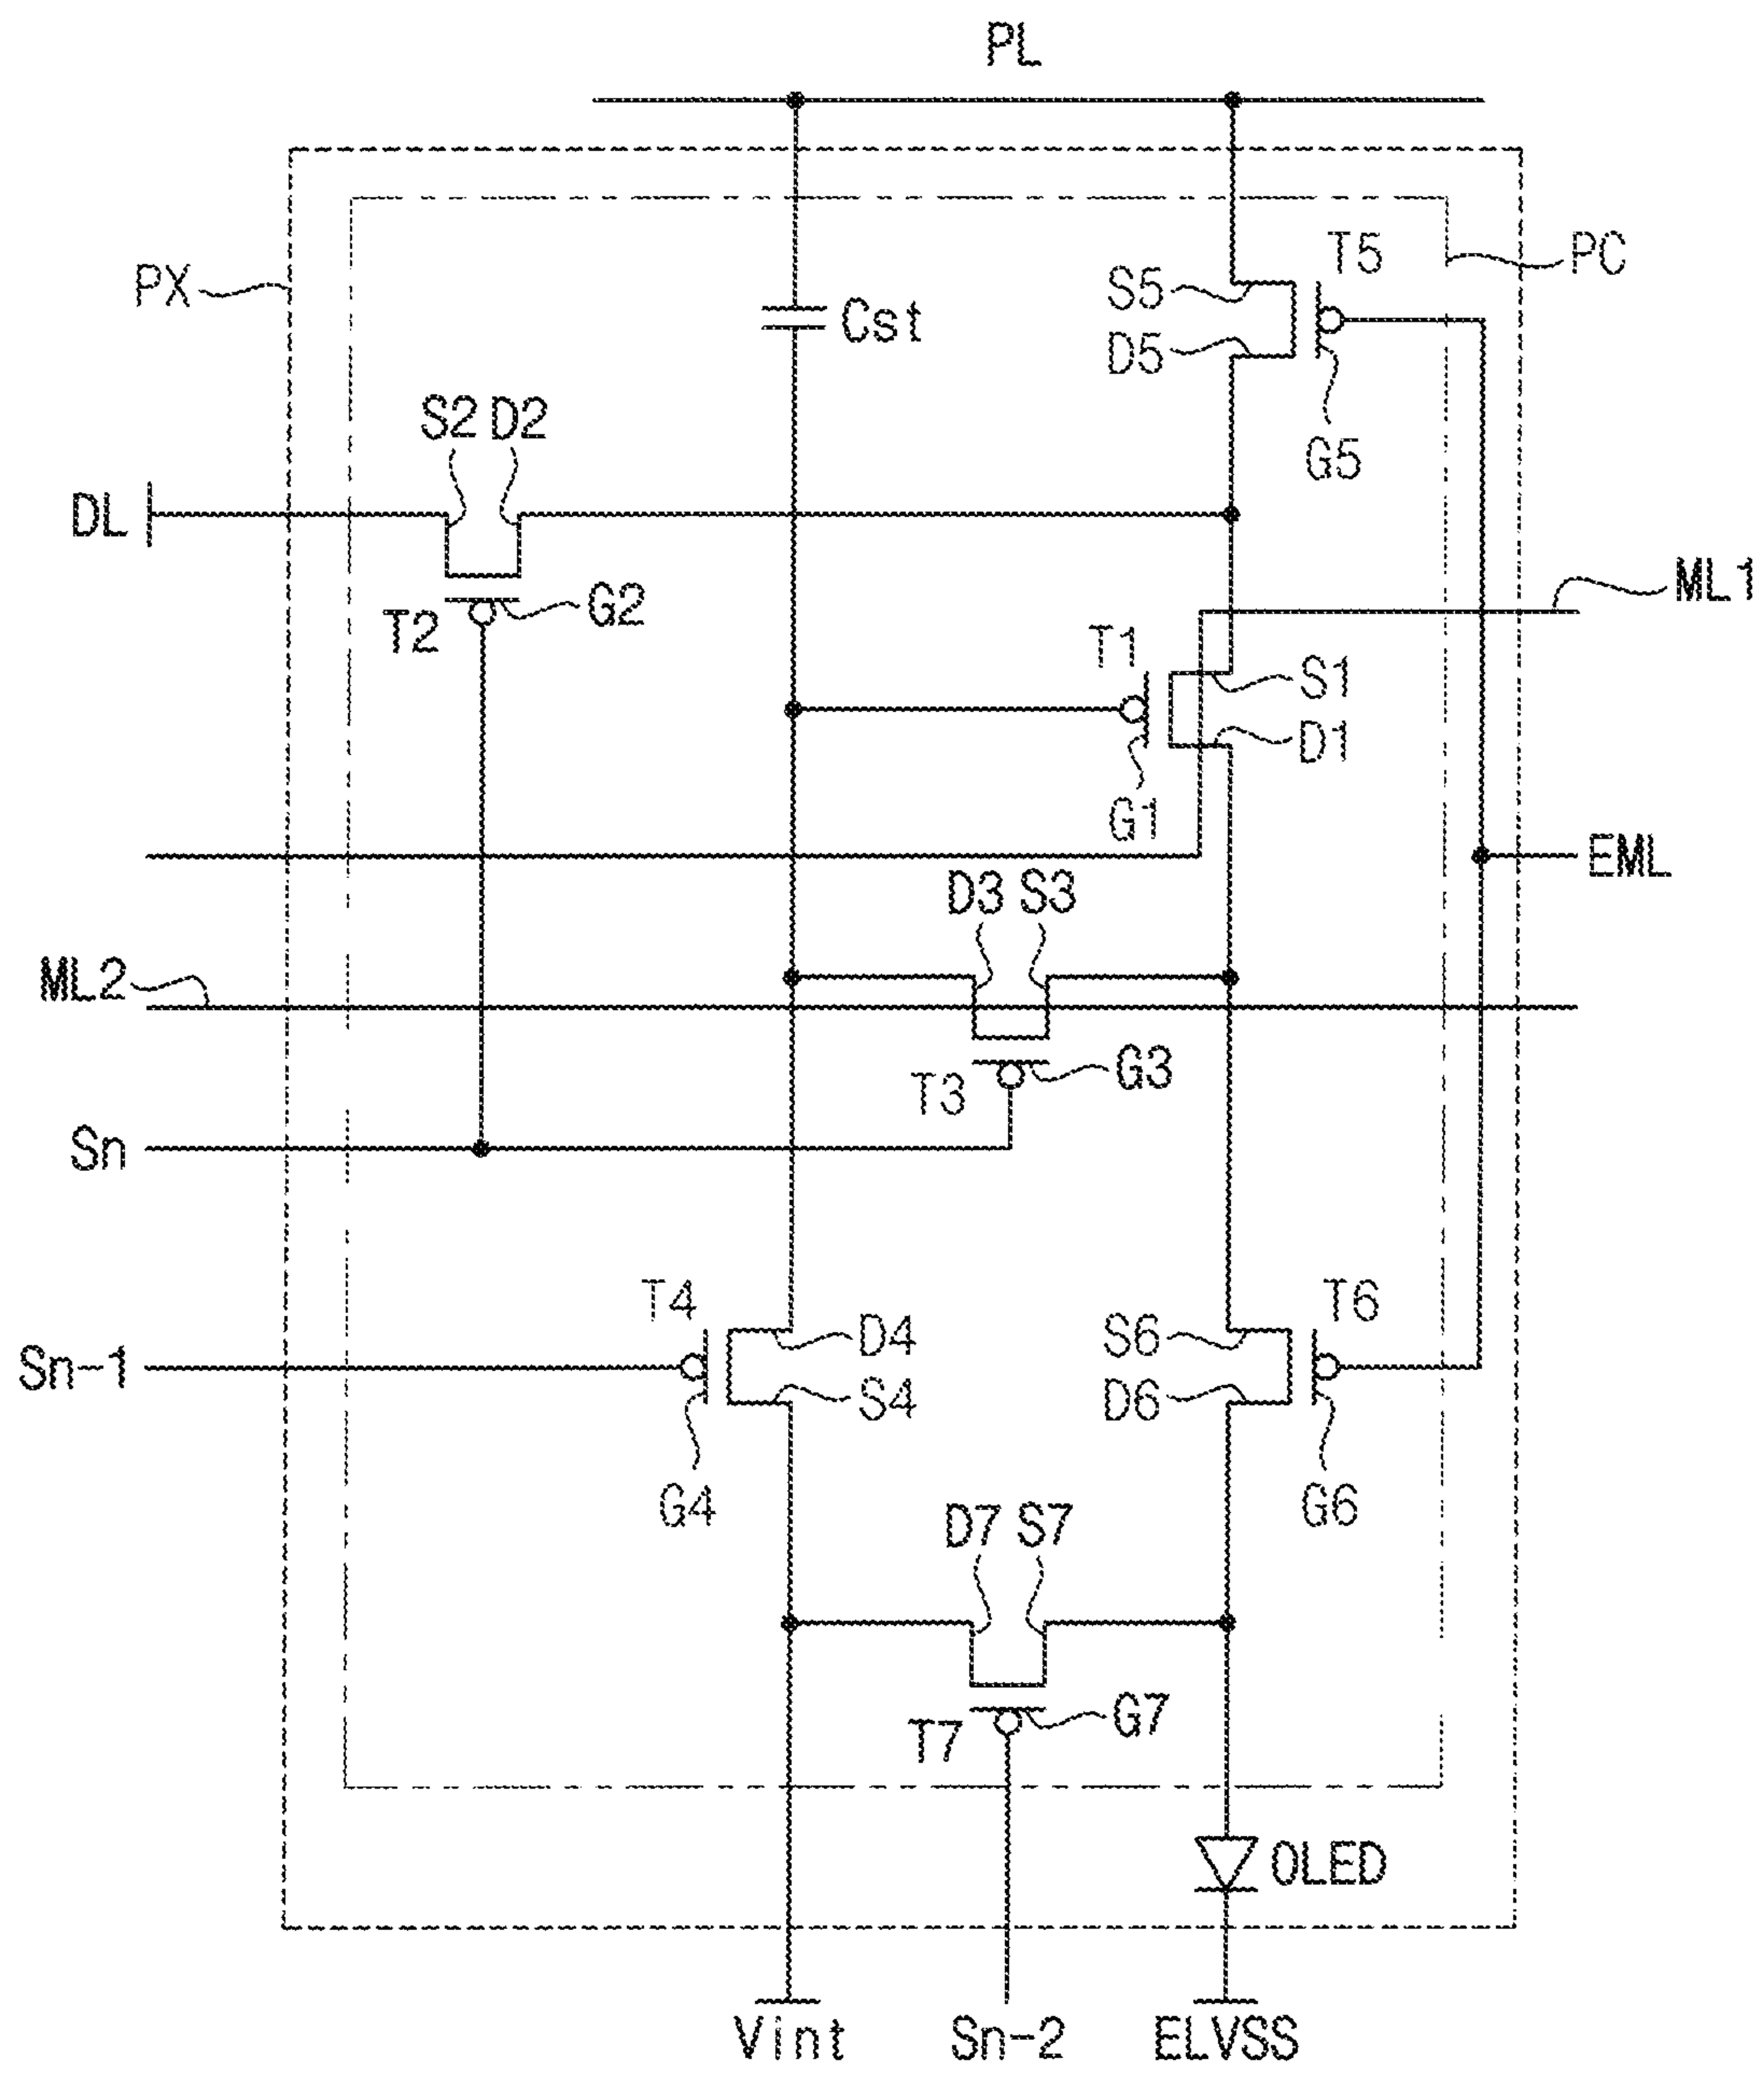 PL
PX
T5
PC
S5
Cst
D5
S2 D2
G5
DL
ML1
G2
T2
T1
S1
D1
G1
EML
D3 S3
ML2
G3
T3
Sn
T4
T6
D4
S6
Sn-1
S4
D6
G4
G6
D7 S7
G7
T7
OLED
Vint
Sn-2
ELVSS